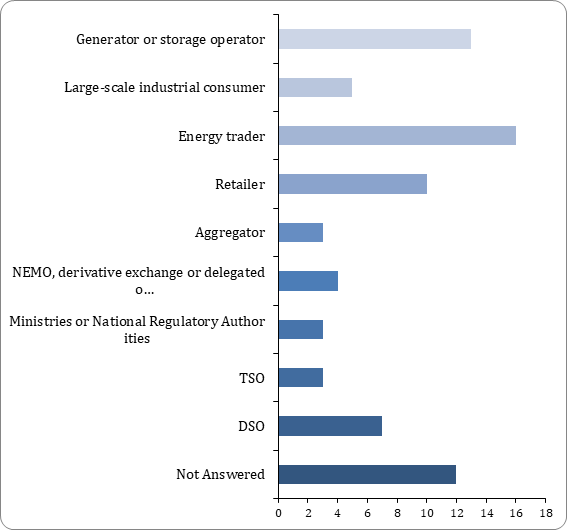 Generator or storage operator
Large-scale industrial consumer
Energy trader
Retailer
Aggregator
NEMO, derivative exchange or delegated
o...
Ministries or National Regulatory Author
ities
TSO
DSO
Not Answered
0 2 4 6 8 10 12 14 16 18